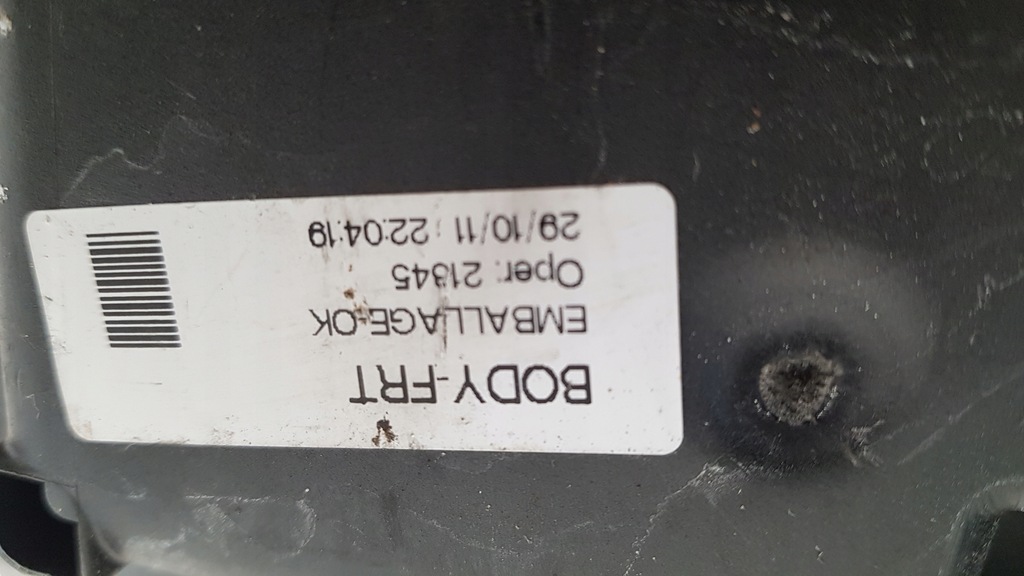 BODY-FRT
EMBALLAGE-OK
Oper: 21345
29/10/11 : 22:04:19